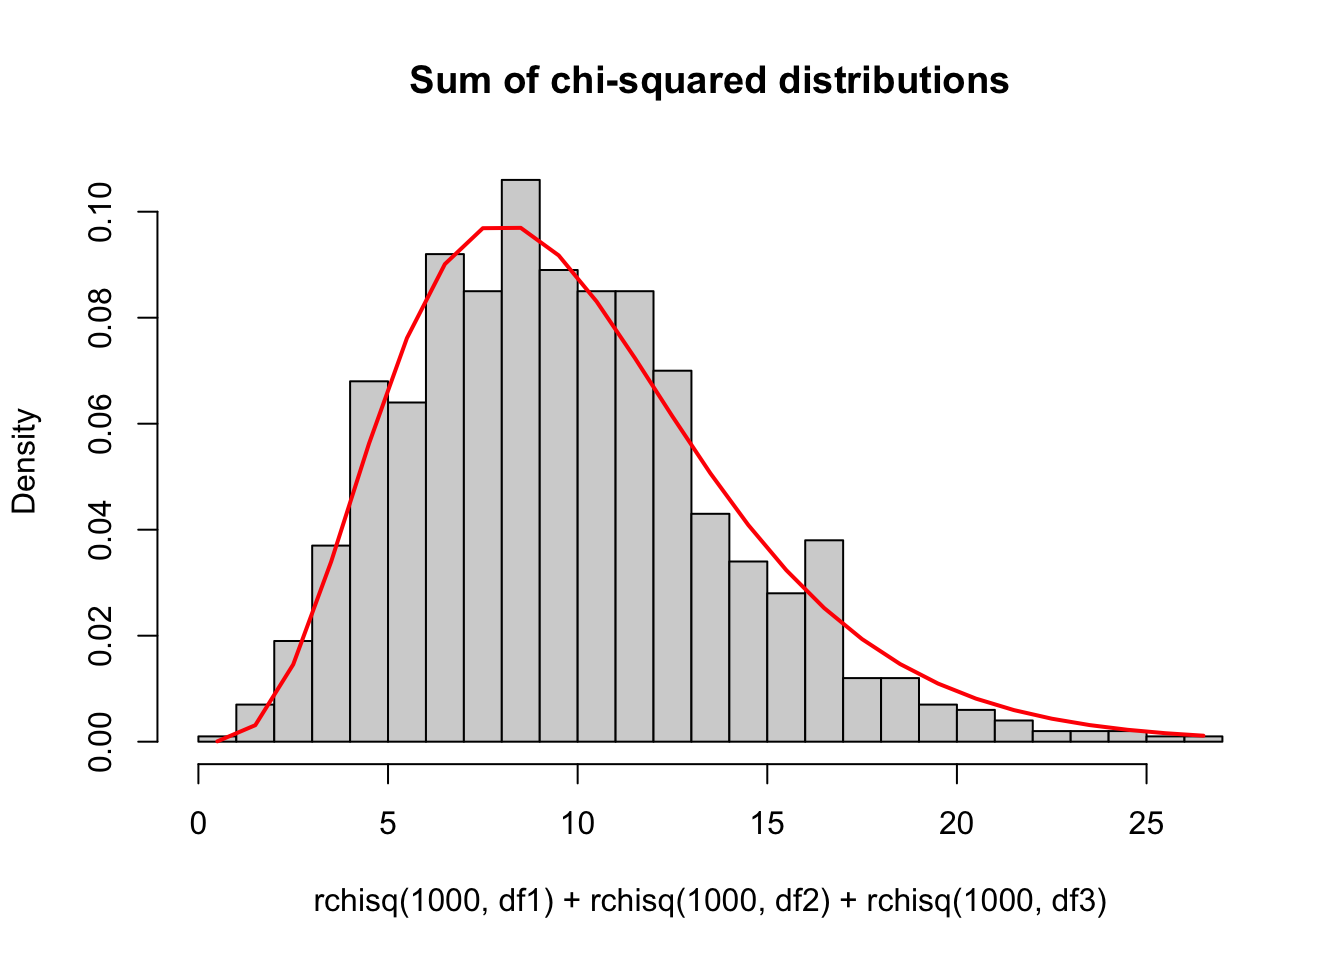 Sum of chi-squared distributions
Density
0.10
0.08
0.06
0.04
0.02
0.00
0 5 10 15 20 25
rchisq(1000, df1) + rchisq(1000, df2) + rchisq(1000, df3)